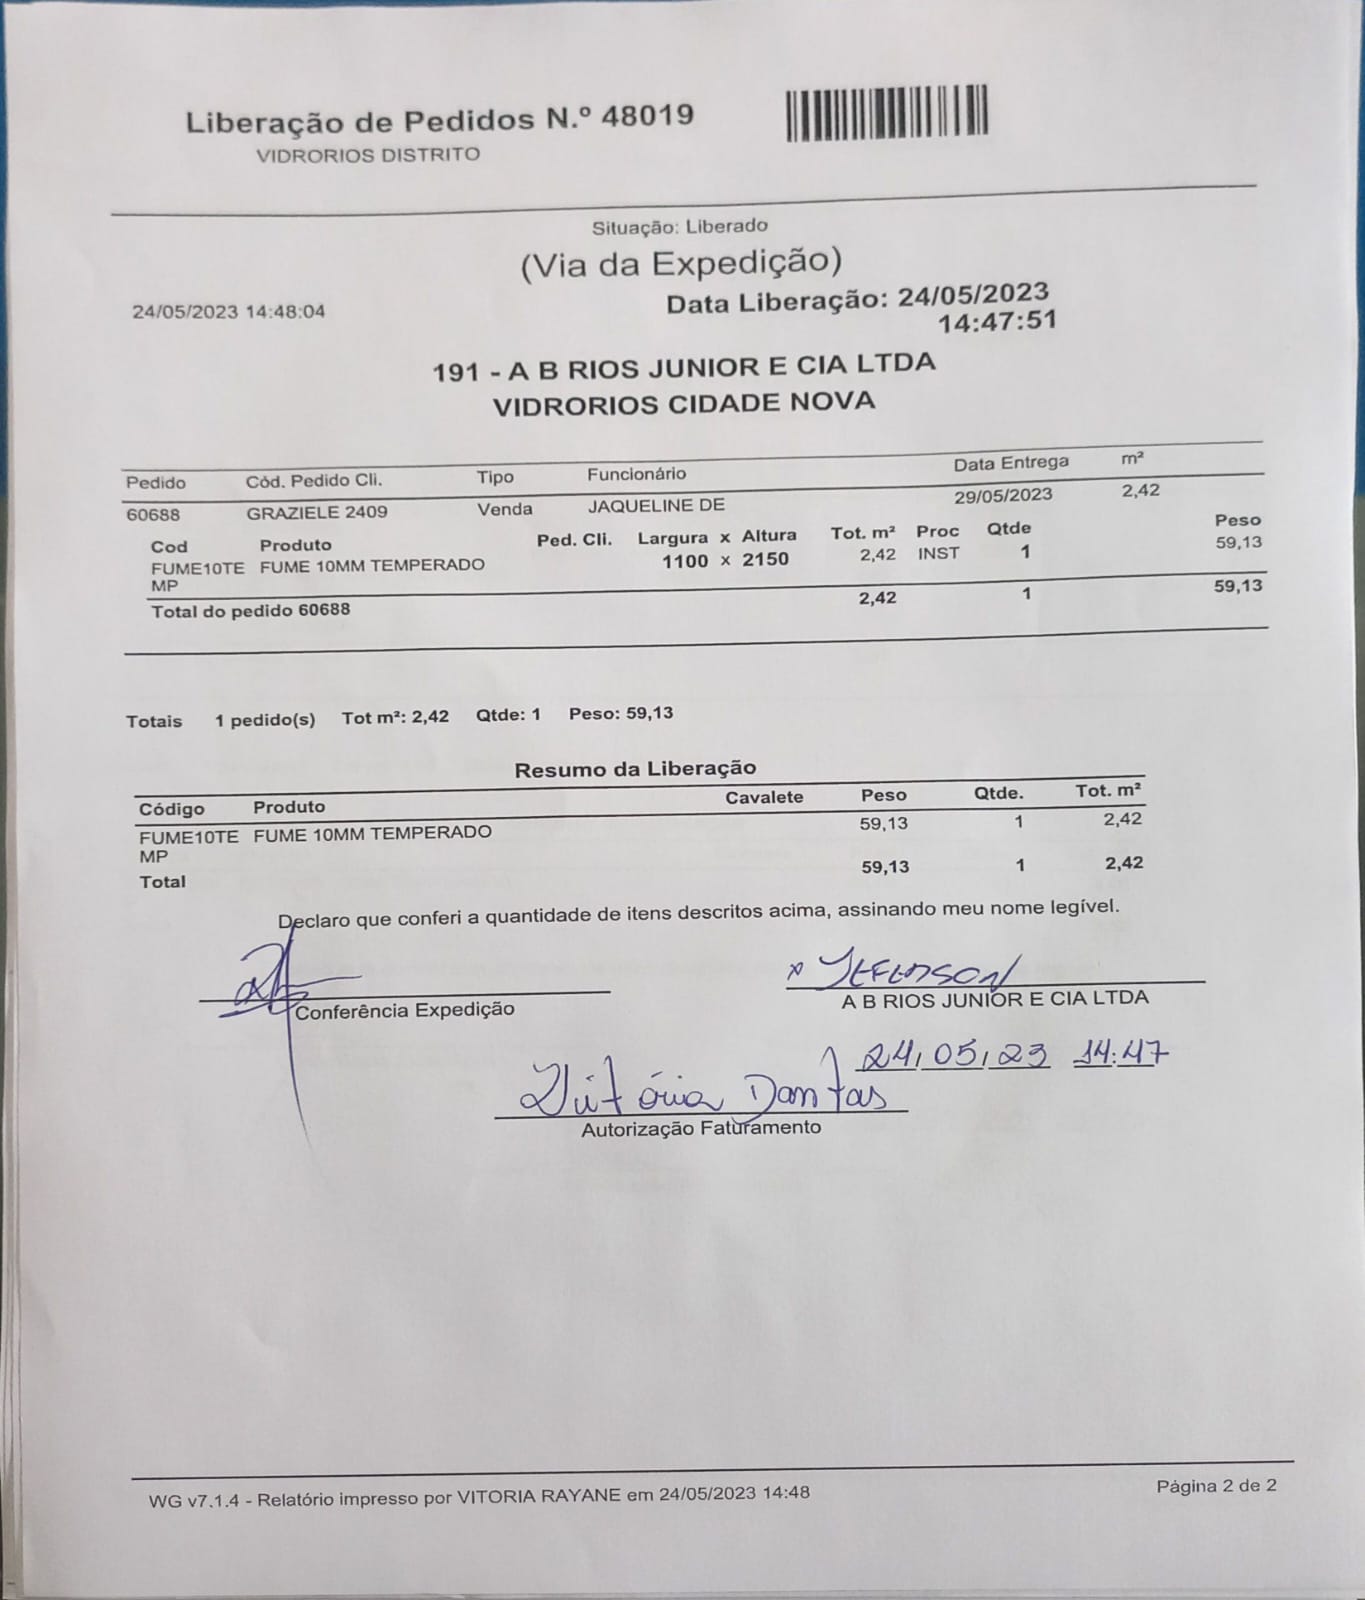 Liberação de Pedidos N.º 48019
VIDRORIOS DISTRITO
Situação: Liberado
(Via da Expedição)
24/05/2023 14:48:04
Data Liberação: 24/05/2023
14:47:51
191 - A B RIOS JUNIOR E CIA LTDA
VIDRORIOS CIDADE NOVA
Pedido Cód. Pedido Cli. Tipo Funcionário Data Entrega m²
60688 GRAZIELE 2409 Venda JAQUELINE DE 29/05/2023 2,42
Cod Produto Ped. Cli. Largura x Altura Tot. m² Proc Qtde Peso
FUME10TE FUME 10MM TEMPERADO 1100 x 2150 2,42 INST 1 59,13
MP
Total do pedido 60688 2,42 1 59,13
Totais 1 pedido(s) Tot m²: 2,42 Qtde: 1 Peso: 59,13
Resumo da Liberação
Código Produto Cavalete Peso Qtde. Tot. m²
FUME10TE FUME 10MM TEMPERADO 59,13 1 2,42
MP
Total 59,13 1 2,42
Declaro que conferi a quantidade de itens descritos acima, assinando meu nome legível.
x JEFERSON
Conferência Expedição A B RIOS JUNIOR E CIA LTDA
24/05/23 14:47
Vitória Dantas
Autorização Faturamento
WG v7.1.4 - Relatório impresso por VITORIA RAYANE em 24/05/2023 14:48 Página 2 de 2